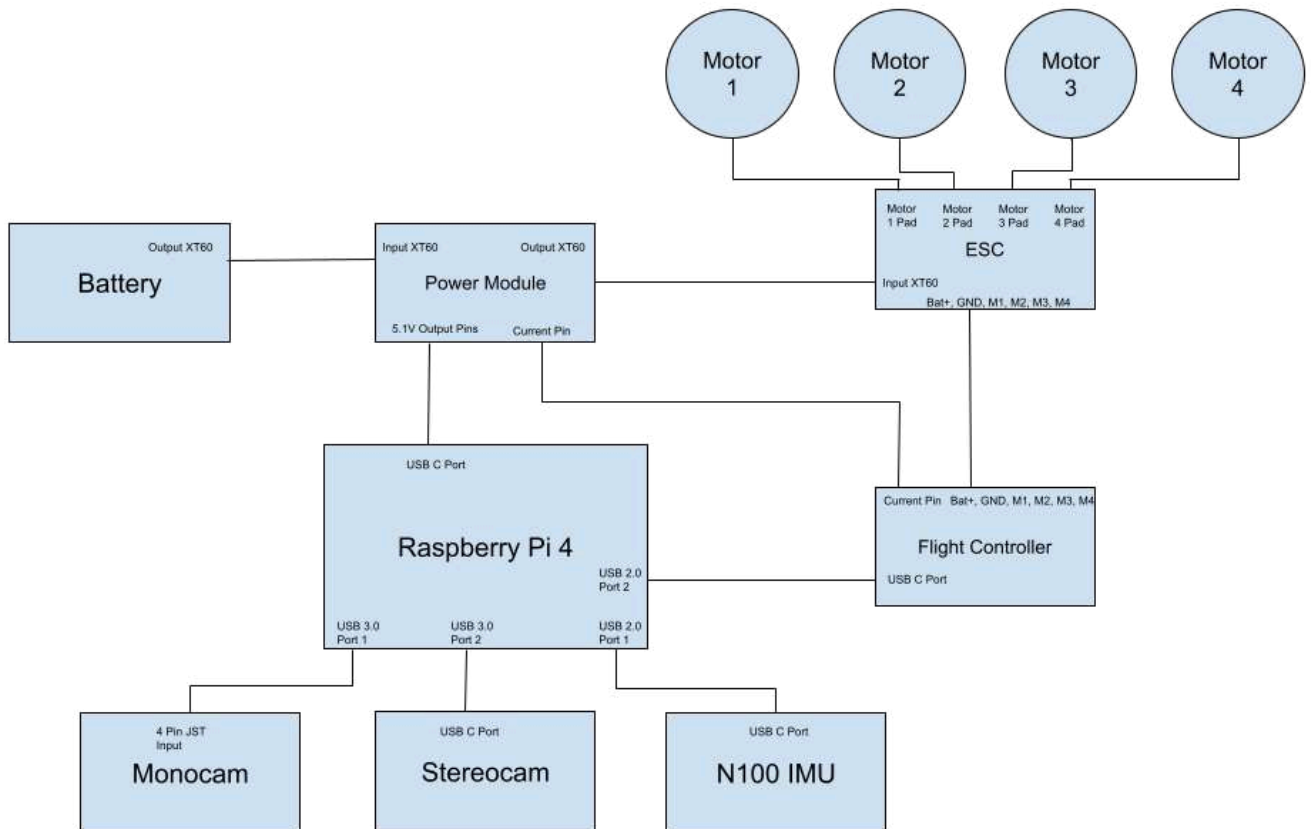 Motor
1
Motor
2
Motor
3
Motor
4
Motor
1 Pad
Motor
2 Pad
Motor
3 Pad
Motor
4 Pad
ESC
Input XT60
Bat+, GND, M1, M2, M3, M4
Output XT60
Battery
Input XT60
Output XT60
Power Module
5.1V Output Pins
Current Pin
USB C Port
Raspberry Pi 4
USB 2.0
Port 2
USB 3.0
Port 1
USB 3.0
Port 2
USB 2.0
Port 1
Current Pin
Bat+, GND, M1, M2, M3, M4
Flight Controller
USB C Port
4 Pin JST
Input
Monocam
USB C Port
Stereocam
USB C Port
N100 IMU